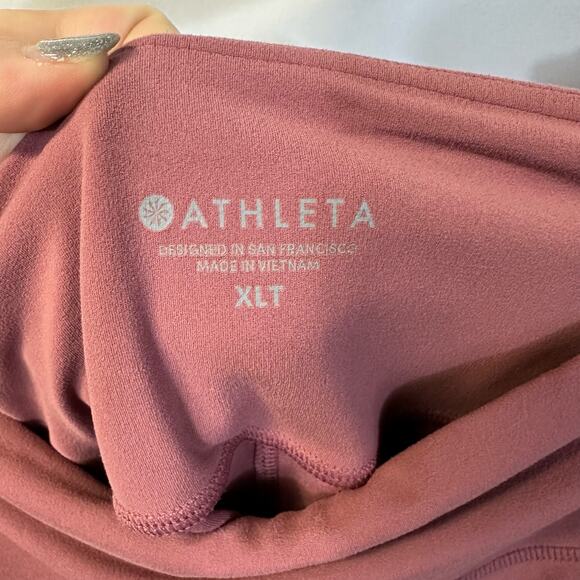 ATHLETA
DESIGNED IN SAN FRANCISCO
MADE IN VIETNAM
XLT